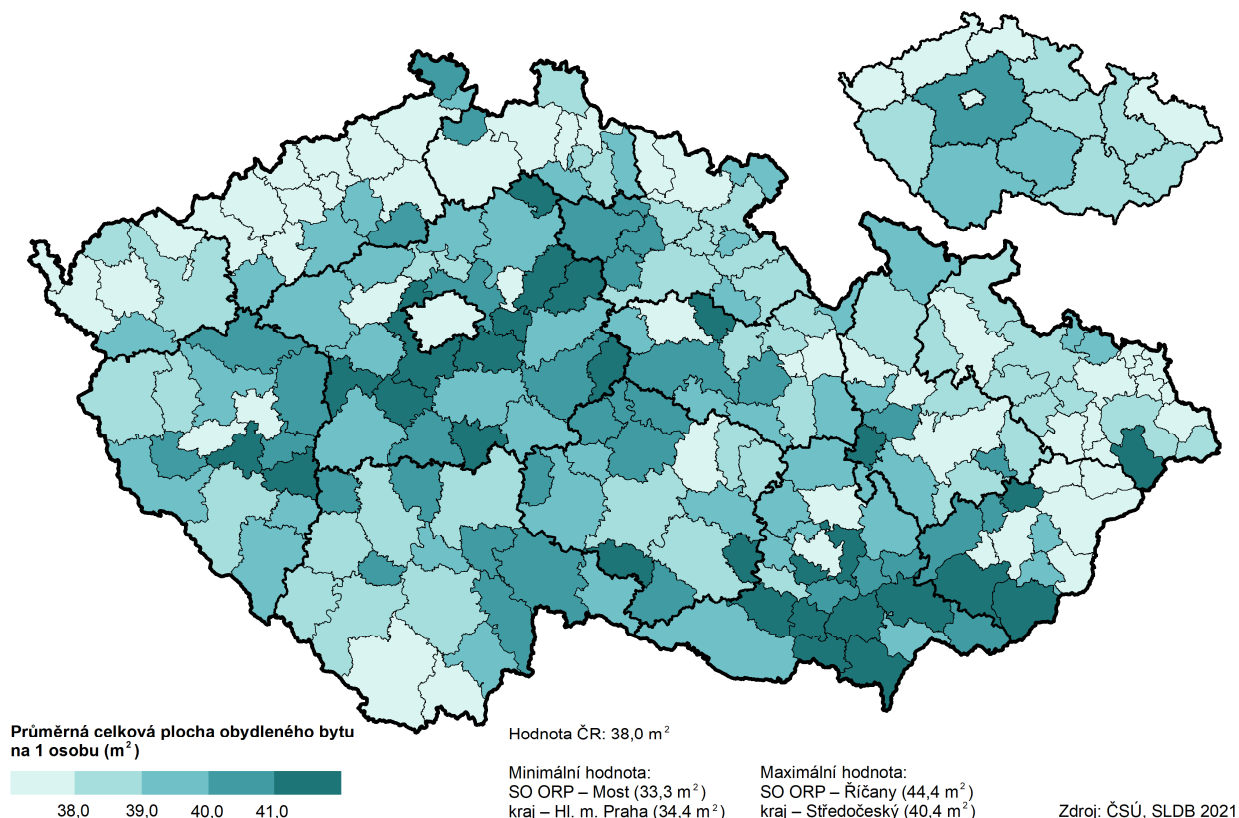 Průměrná celková plocha obydleného bytu
na 1 osobu (m²)
38,0 39,0 40,0 41,0
Hodnota ČR: 38,0 m²
Minimální hodnota:
SO ORP – Most (33,3 m²)
kraj – Hl. m. Praha (34,4 m²)
Maximální hodnota:
SO ORP – Říčany (44,4 m²)
kraj – Středočeský (40,4 m²)
Zdroj: ČSÚ, SLDB 2021